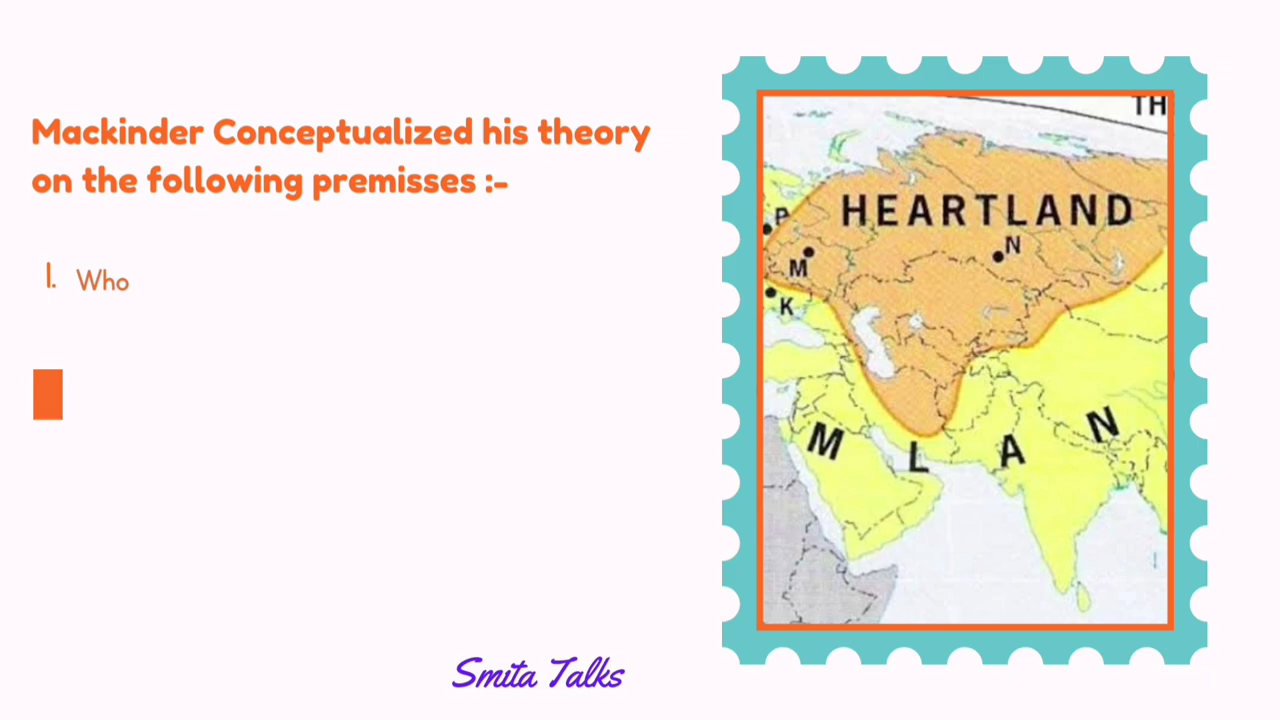 Mackinder Conceptualized his theory
on the following premisses :-
1. Who
Smita Talks
TH
HEARTLAND
P
N
M
K
M L A N